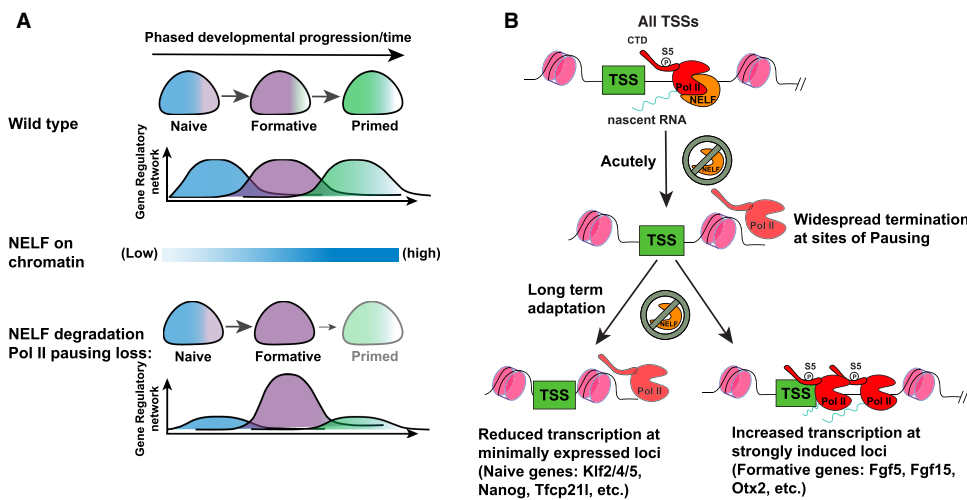 A
Phased developmental progression/time
Wild type
Naive
Formative
Primed
Gene Regulatory
network
NELF on
chromatin
(Low)
(high)
NELF degradation
Pol II pausing loss:
Naive
Formative
Primed
Gene Regulatory
network
B
All TSSs
CTD
S5
P
TSS
Pol II
NELF
nascent RNA
Acutely
NELF
TSS
Pol II
Widespread termination
at sites of Pausing
Long term
adaptation
NELF
TSS
Pol II
S5
P
S5
P
TSS
Pol II
Pol II
Reduced transcription at
minimally expressed loci
(Naive genes: Klf2/4/5,
Nanog, Tfcp21l, etc.)
Increased transcription at
strongly induced loci
(Formative genes: Fgf5, Fgf15,
Otx2, etc.)